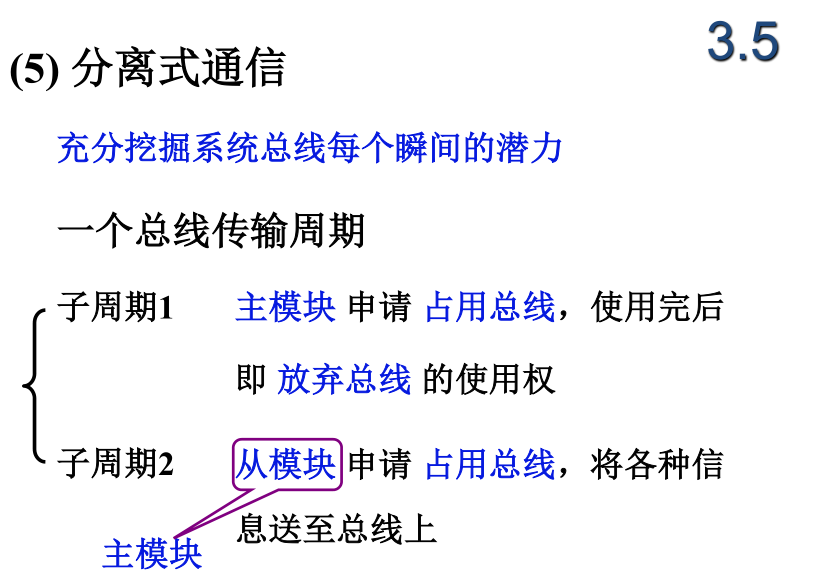 3.5
(5) 分离式通信
充分挖掘系统总线每个瞬间的潜力
一个总线传输周期
子周期1 主模块 申请 占用总线，使用完后
即 放弃总线 的使用权
子周期2 从模块 申请 占用总线，将各种信
息送至总线上
主模块